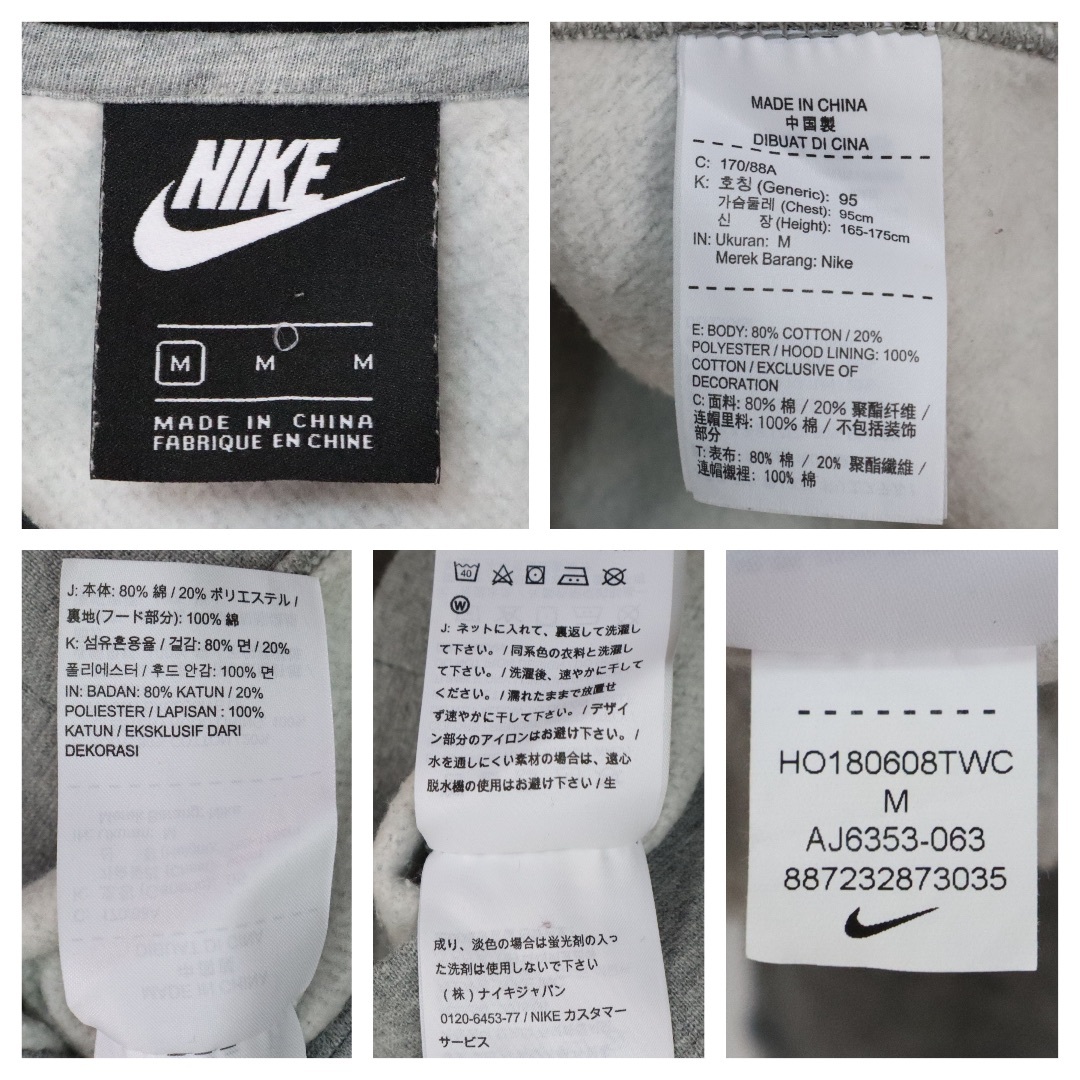 NIKE
M M M
MADE IN CHINA
FABRIQUE EN CHINE
MADE IN CHINA
中国製
DIBUAT DI CINA
C: 170/88A
K: 호칭 (Generic): 95
가슴둘레 (Chest): 95cm
신 장 (Height): 165-175cm
IN: Ukuran: M
Merek Barang: Nike
E: BODY: 80% COTTON / 20%
POLYESTER / HOOD LINING: 100%
COTTON / EXCLUSIVE OF
DECORATION
C: 面料: 80% 棉 / 20% 聚酯纤维 /
连帽里料: 100% 棉 / 不包括装饰
部分
T: 表布: 80% 棉 / 20% 聚酯纖維 /
連帽襯裡: 100% 棉
J: 本体: 80% 綿 / 20% ポリエステル /
裏地(フード部分): 100% 綿
K: 섬유혼용율 / 겉감: 80% 면 / 20%
폴리에스터 / 후드 안감: 100% 면
IN: BADAN: 80% KATUN / 20%
POLIESTER / LAPISAN : 100%
KATUN / EKSKLUSIF DARI
DEKORASI
40
W
J: ネットに入れて、裏返して洗濯し
て下さい。 / 同系色の衣料と洗濯し
て下さい。 / 洗濯後、速やかに干して
ください。 / 濡れたままで放置せ
ず速やかに干して下さい。 / デザイ
ン部分のアイロンはお避け下さい。 /
水を通しにくい素材の場合は、遠心
脱水機の使用はお避け下さい / 生
成り、淡色の場合は蛍光剤の入っ
た洗剤は使用しないで下さい
(株)ナイキジャパン
0120-6453-77 / NIKE カスタマー
サービス
HO180608TWC
M
AJ6353-063
887232873035